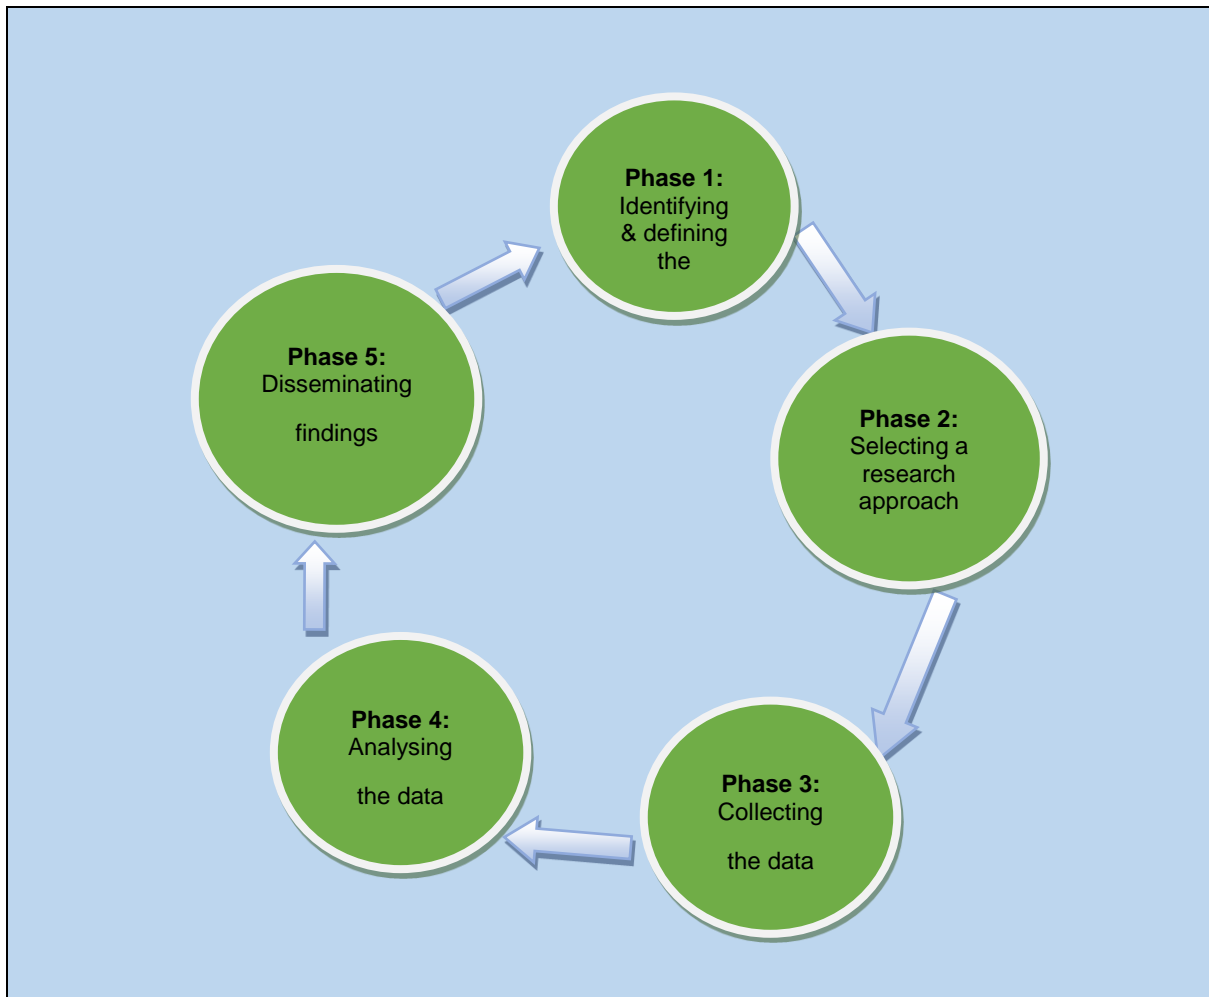 Phase 1:
Identifying
& defining
the
Phase 2:
Selecting a
research
approach
Phase 3:
Collecting
the data
Phase 4:
Analysing
the data
Phase 5:
Disseminating
findings